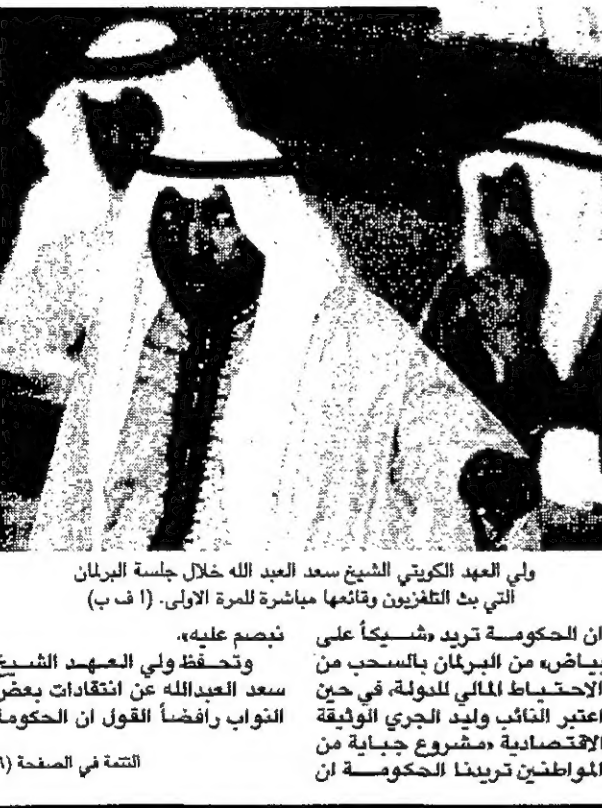 ولي العهد الكويتي الشيخ سعد العبد الله خلال جلسة البرلمان
التي بث التلفزيون وقائعها مباشرة للمرة الاولى. (ا ف ب)
ان الحكومة تريد «شيكاً على
بياض» من البرلمان بالسحب من
الاحتياط المالي للدولة، في حين
اعتبر النائب وليد الجري الوثيقة
الاقتصادية «مشروع جباية من
المواطنين تريدنا الحكومة ان
نبصم عليه».
وتحفظ ولي العهد الشيخ
سعد العبدالله عن انتقادات بعض
النواب رافضاً القول ان الحكومة
التتمة في الصفحة (٦